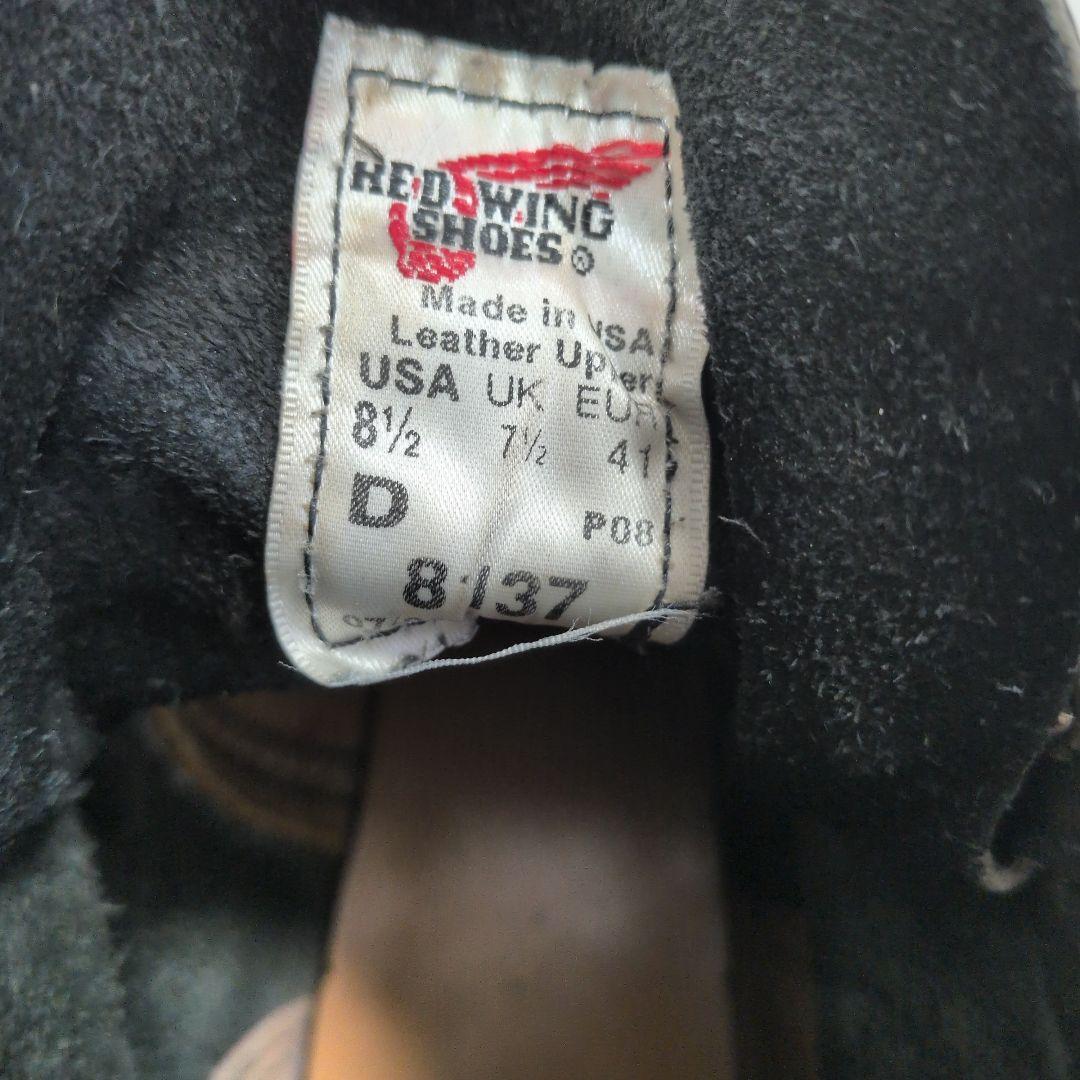 RED WING
SHOES®
Made in USA
Leather Upper
USA UK EUR
8½ 7½ 41
D
P08
8137